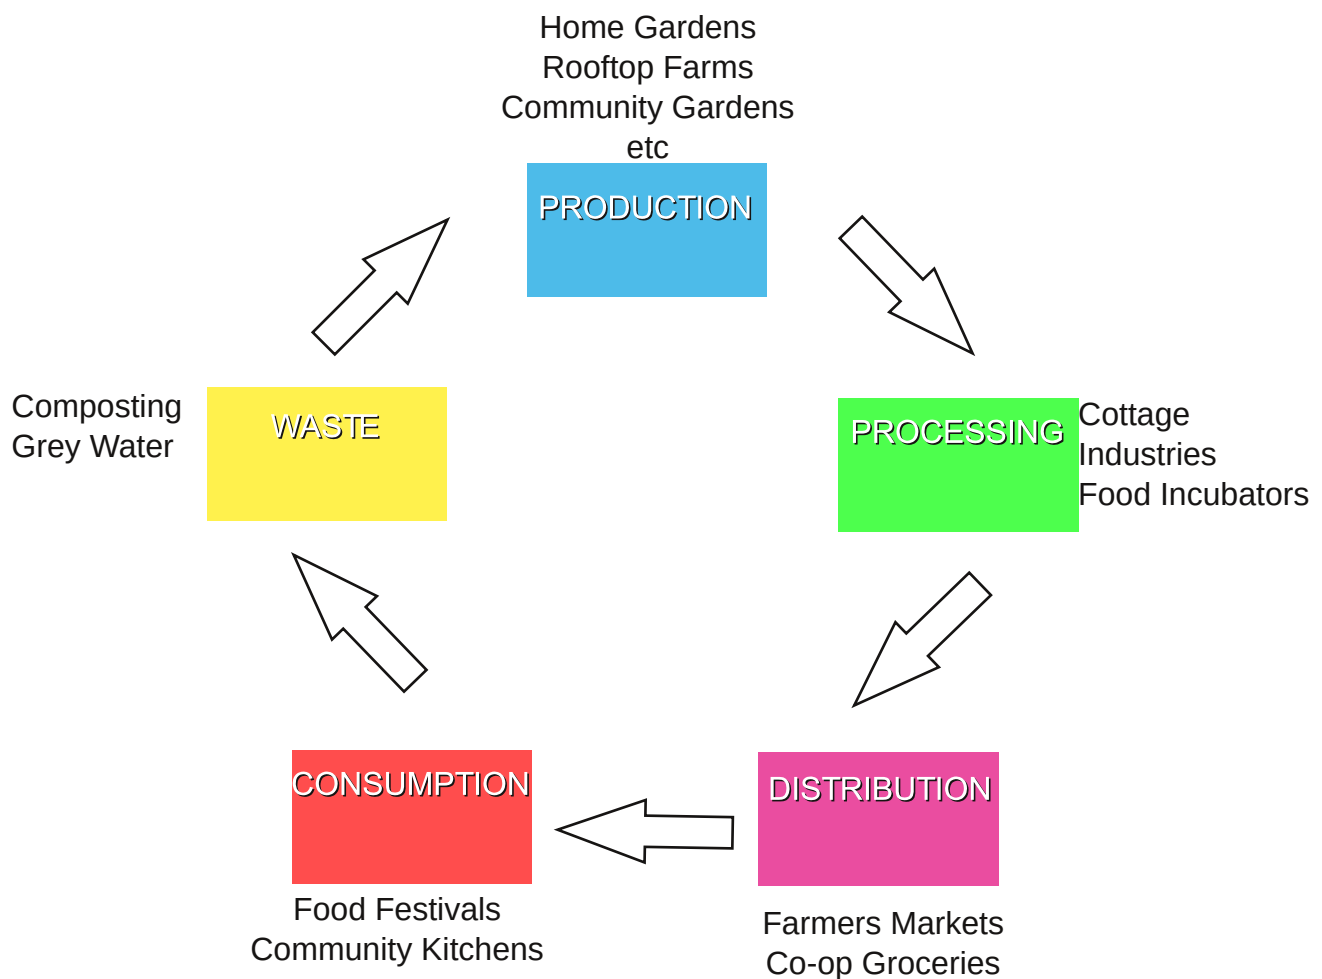 Home Gardens
Rooftop Farms
Community Gardens
etc
PRODUCTION
Composting
Grey Water
WASTE
PROCESSING
Cottage
Industries
Food Incubators
CONSUMPTION
Food Festivals
Community Kitchens
DISTRIBUTION
Farmers Markets
Co-op Groceries